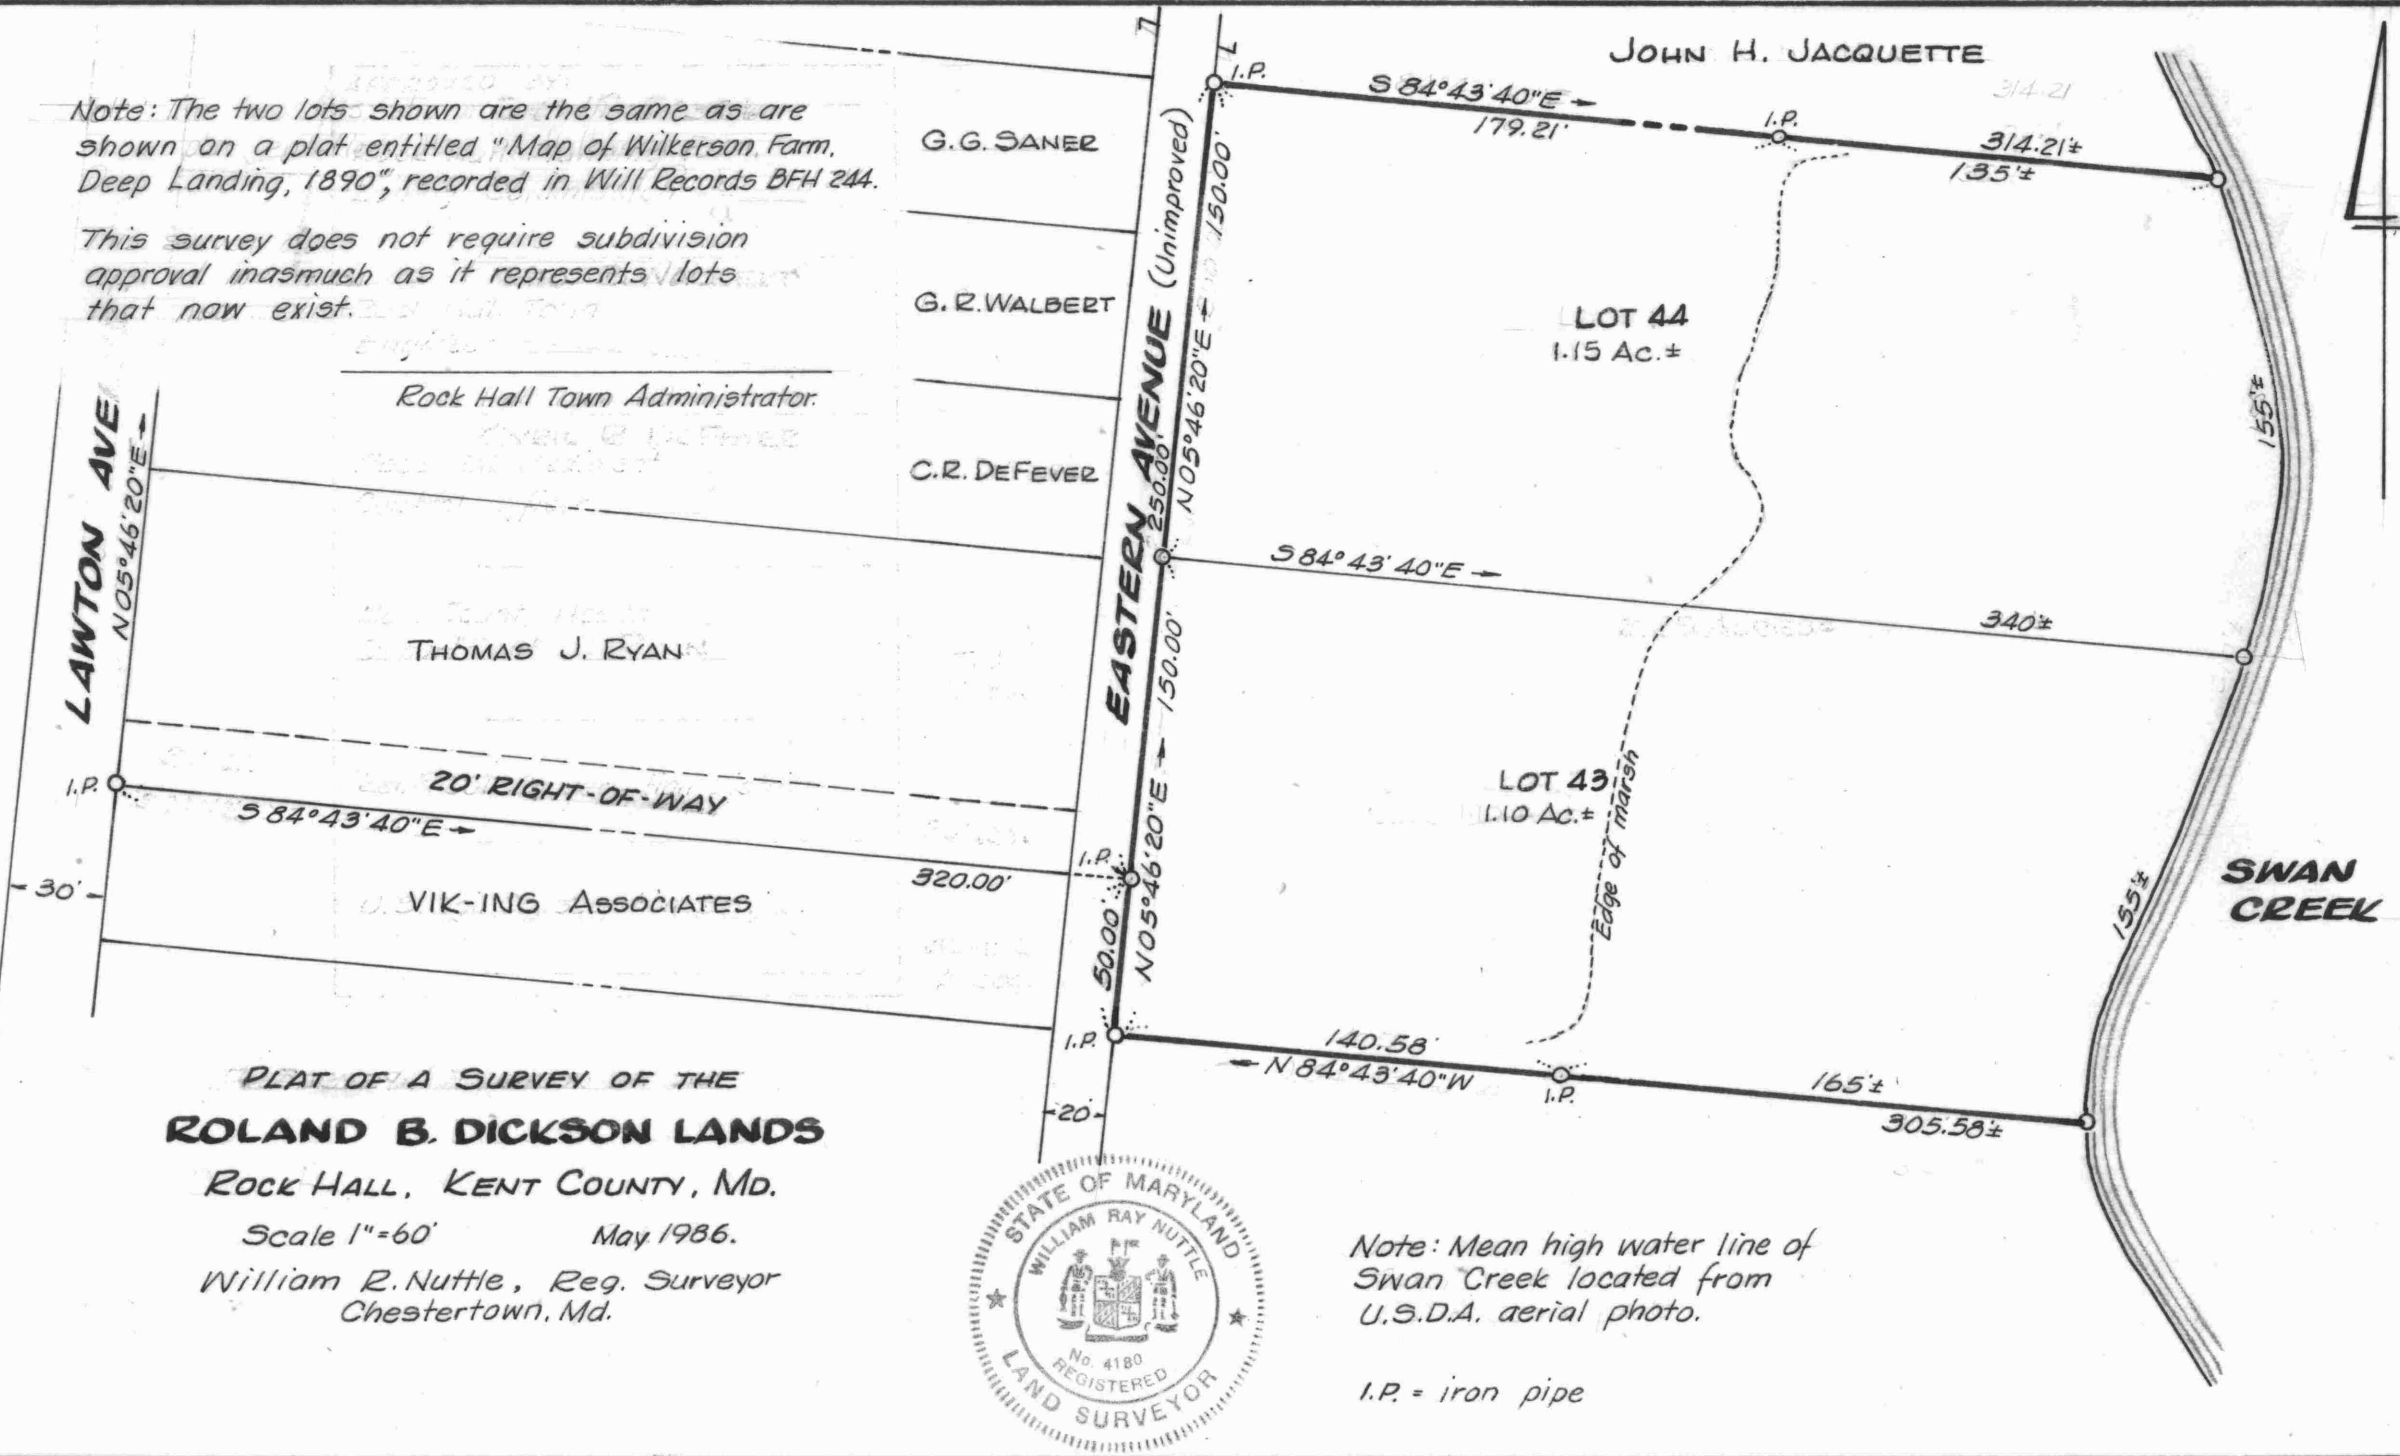 Note: The two lots shown are the same as are
shown on a plat entitled "Map of Wilkerson Farm,
Deep Landing, 1890", recorded in Will Records BFH 244.
This survey does not require subdivision
approval inasmuch as it represents lots
that now exist.
Rock Hall Town Administrator.
JOHN H. JACQUETTE
I.P.
S 84°43'40"E
179.21'
I.P.
314.21'±
135'±
G.G. SANER
G.R. WALBERT
C.R. DEFEVER
EASTERN AVENUE (Unimproved)
150.00'
N05°46'20"E
250.00'
LOT 44
1.15 Ac.±
155'±
LAWTON AVE
N05°46'20"E
S 84°43'40"E
340'±
THOMAS J. RYAN
150.00'
N05°46'20"E
LOT 43
1.10 Ac.±
Edge of marsh
155'±
SWAN
CREEK
I.P.
20' RIGHT-OF-WAY
S 84°43'40"E
320.00'
I.P.
30'
VIK-ING ASSOCIATES
50.00'
I.P.
140.58'
N 84°43'40"W
I.P.
165'±
305.58'±
20'
PLAT OF A SURVEY OF THE
ROLAND B. DICKSON LANDS
ROCK HALL, KENT COUNTY, MD.
Scale 1"=60' May 1986.
William R. Nuttle, Reg. Surveyor
Chestertown, Md.
STATE OF MARYLAND
WILLIAM RAY NUTTLE
No. 4180
REGISTERED
LAND SURVEYOR
Note: Mean high water line of
Swan Creek located from
U.S.D.A. aerial photo.
I.P. = iron pipe